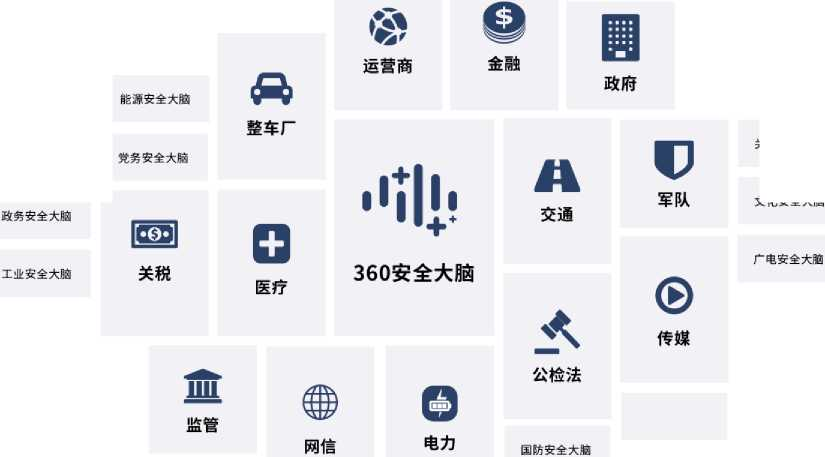 运营商
金融
政府
能源安全大脑
整车厂
党务安全大脑
军队
政务安全大脑
交通
广电安全大脑
工业安全大脑
关税
医疗
360安全大脑
传媒
公检法
监管
网信
电力
国防安全大脑